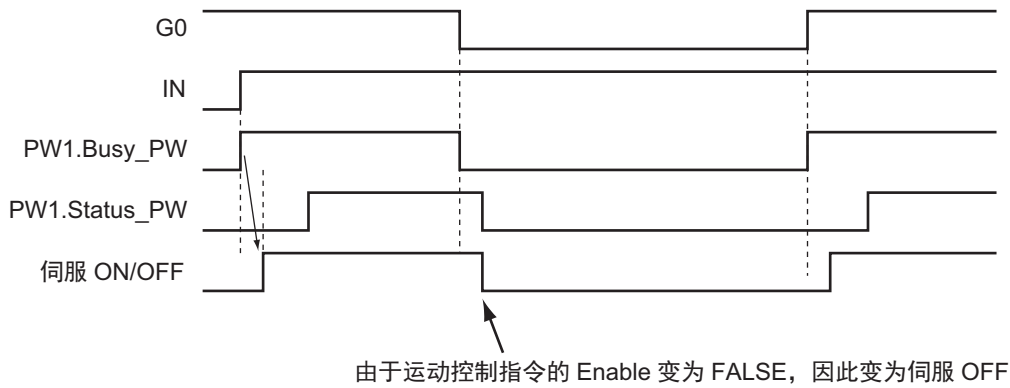 G0
IN
PW1.Busy_PW
PW1.Status_PW
伺服 ON/OFF
由于运动控制指令的 Enable 变为 FALSE，因此变为伺服 OFF